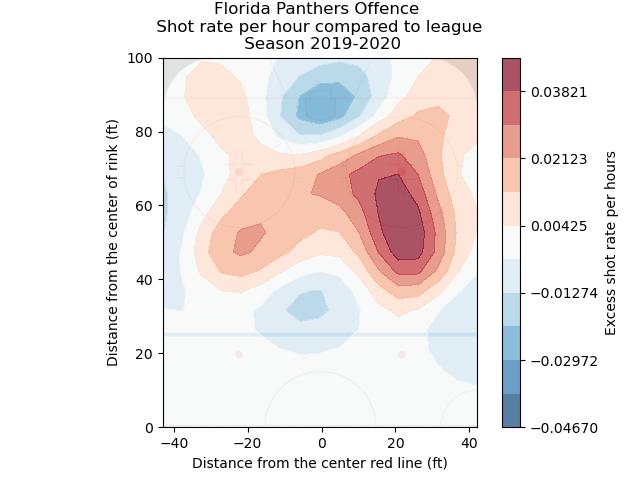 Florida Panthers Offence
Shot rate per hour compared to league
Season 2019-2020
100
80
60
40
20
0
−40
−20
0
20
40
Distance from the center of rink (ft)
Distance from the center red line (ft)
0.03821
0.02123
0.00425
−0.01274
−0.02972
−0.04670
Excess shot rate per hours